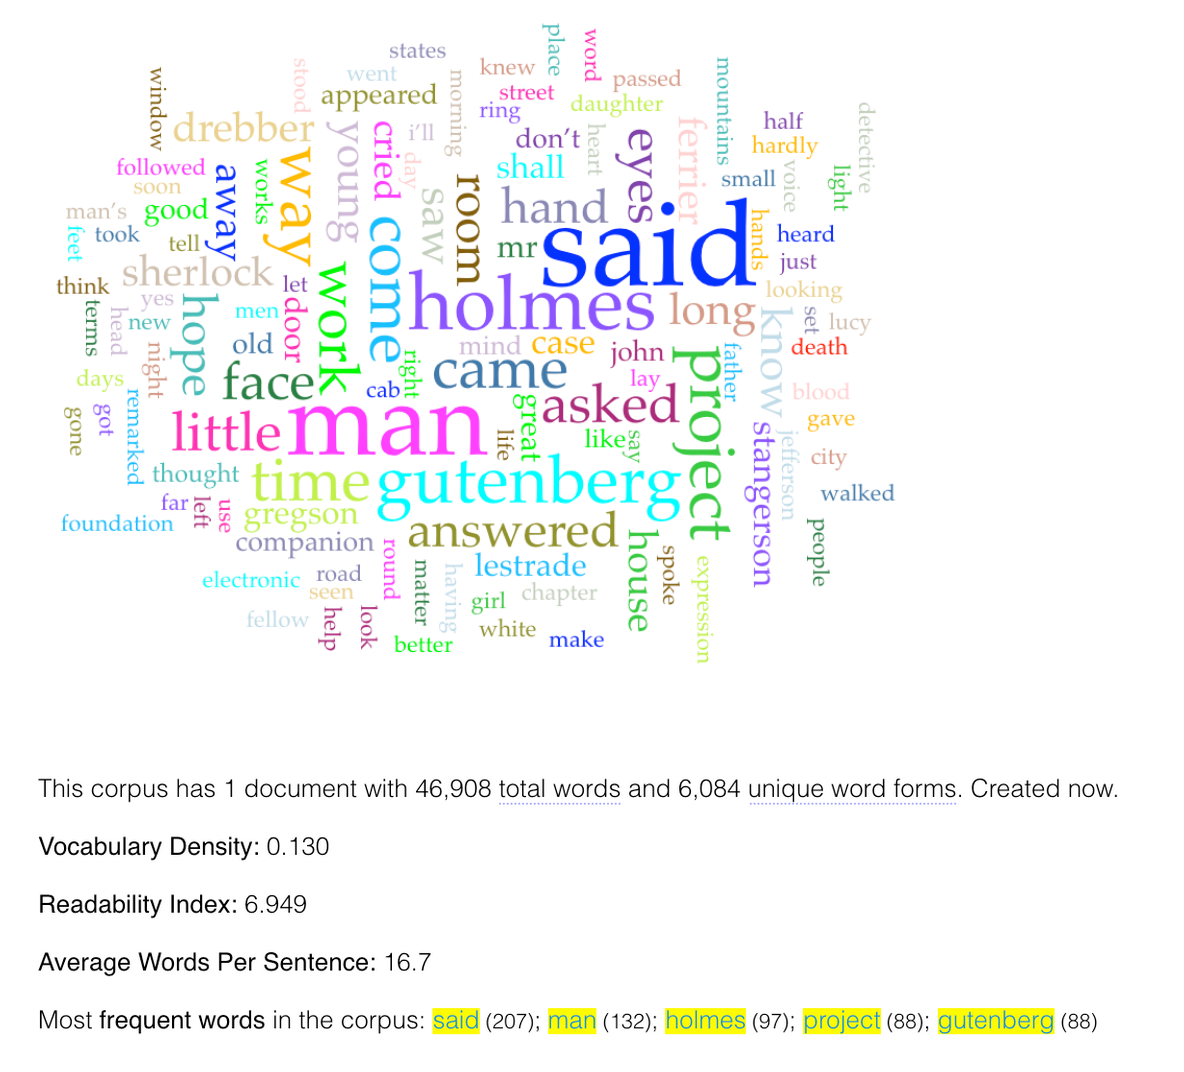 states
place
word
knew
passed
window
stood
went
morning
street
mountains
appeared
ring
daughter
detective
half
drebber
young
cried
i'll
don't
heart
eyes
ferrier
hardly
followed
away
works
way
day
shall
small
voice
light
soon
saw
room
hand
said
hands
man's
good
feet
took
tell
mr
heard
come
just
sherlock
think
let
holmes
long
looking
terms
head
yes
new
hope
men
door
work
know
set
lucy
old
mind
case
john
father
death
night
days
face
cab
right
came
lay
project
blood
gone
got
remarked
little
man
great
asked
gave
life
like
say
stangerson
jefferson
city
thought
time
gutenberg
walked
far
left
use
gregson
foundation
answered
people
companion
round
house
spoke
electronic
road
matter
having
lestrade
expression
seen
girl
chapter
fellow
help
look
white
better
make
This corpus has 1 document with 46,908 total words and 6,084 unique word forms. Created now.
Vocabulary Density: 0.130
Readability Index: 6.949
Average Words Per Sentence: 16.7
Most frequent words in the corpus: said (207); man (132); holmes (97); project (88); gutenberg (88)